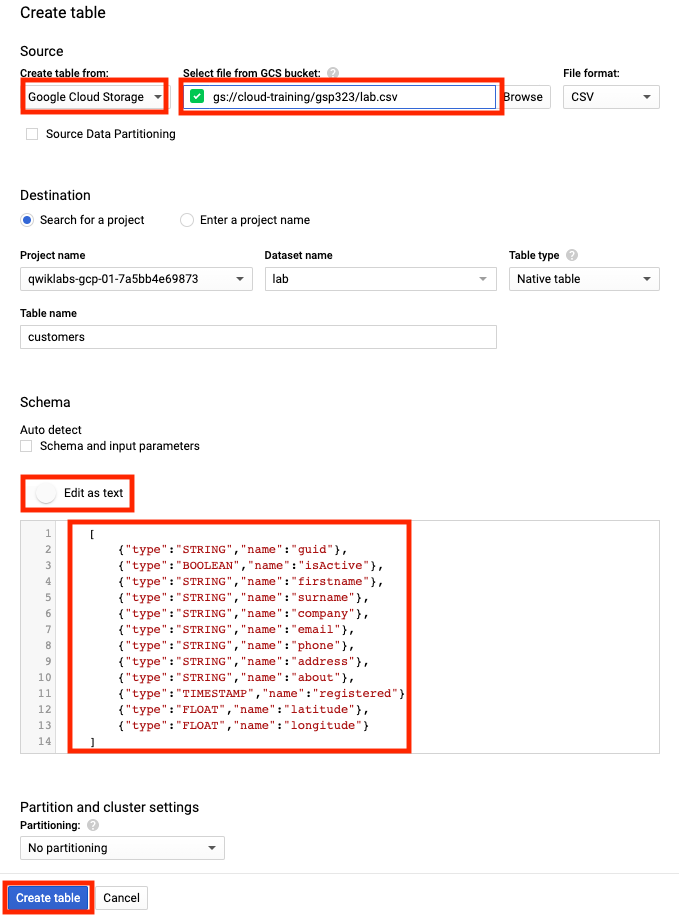 Create table
Source
Create table from: Select file from GCS bucket: ? File format:
Google Cloud Storage gs://cloud-training/gsp323/lab.csv Browse CSV
Source Data Partitioning
Destination
Search for a project Enter a project name
Project name Dataset name Table type ?
qwiklabs-gcp-01-7a5bb4e69873 lab Native table
Table name
customers
Schema
Auto detect
Schema and input parameters
Edit as text
1 [
2 {"type":"STRING","name":"guid"},
3 {"type":"BOOLEAN","name":"isActive"},
4 {"type":"STRING","name":"firstname"},
5 {"type":"STRING","name":"surname"},
6 {"type":"STRING","name":"company"},
7 {"type":"STRING","name":"email"},
8 {"type":"STRING","name":"phone"},
9 {"type":"STRING","name":"address"},
10 {"type":"STRING","name":"about"},
11 {"type":"TIMESTAMP","name":"registered"}
12 {"type":"FLOAT","name":"latitude"},
13 {"type":"FLOAT","name":"longitude"}
14 ]
Partition and cluster settings
Partitioning: ?
No partitioning
Create table Cancel